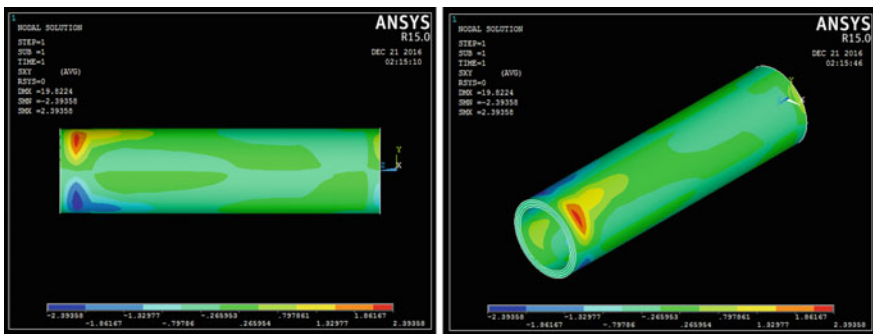 1
NODAL SOLUTION
STEP=1
SUB =1
TIME=1
SXY (AVG)
RSYS=0
DMX =19.8224
SMN =-2.39358
SMX =2.39358
ANSYS
R15.0
DEC 21 2016
02:15:10
Y
Z X
-2.39358 -1.32977 -.265953 .797861 1.86167
-1.86167 -.79786 .265954 1.32977 2.39358
1
NODAL SOLUTION
STEP=1
SUB =1
TIME=1
SXY (AVG)
RSYS=0
DMX =19.8224
SMN =-2.39358
SMX =2.39358
ANSYS
R15.0
DEC 21 2016
02:15:46
Y
X
-2.39358 -1.32977 -.265953 .797861 1.86167
-1.86167 -.79786 .265954 1.32977 2.39358